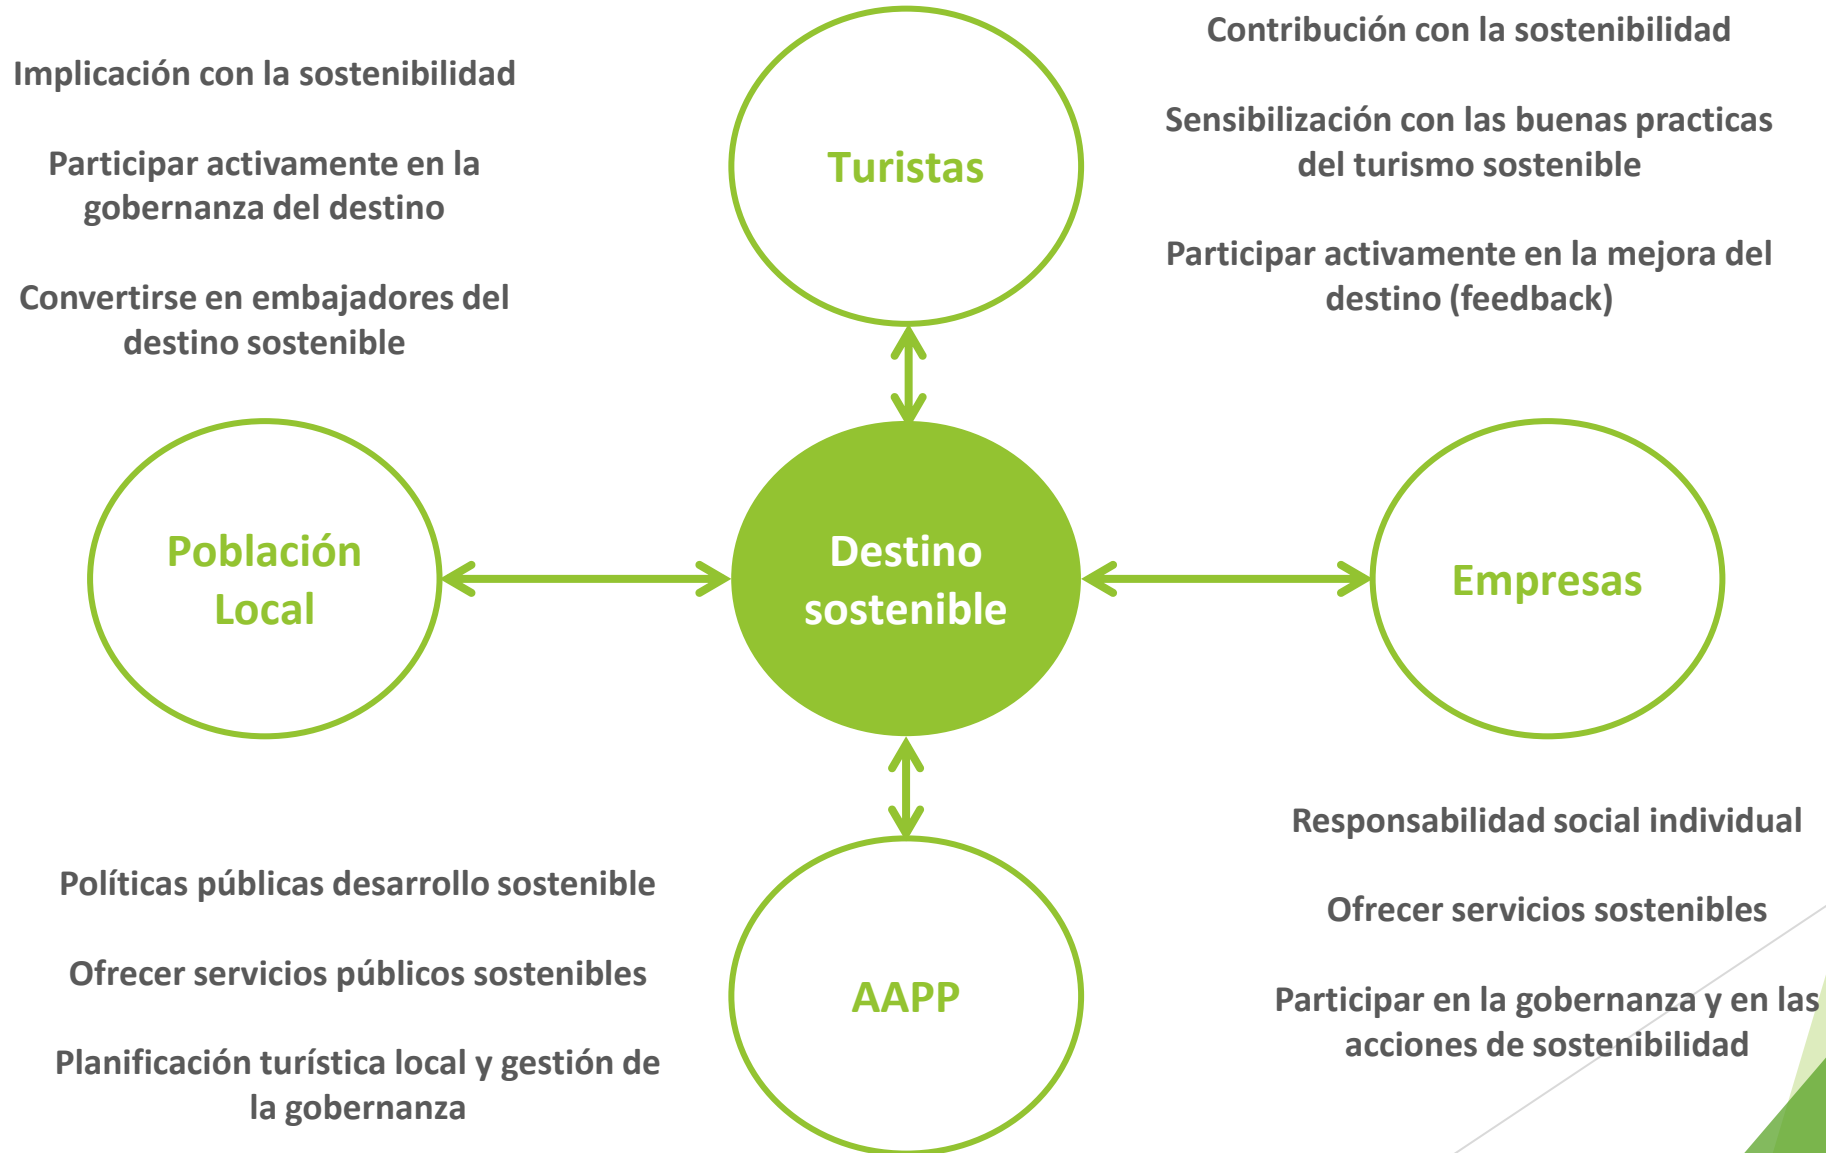 Implicación con la sostenibilidad
Participar activamente en la
gobernanza del destino
Convertirse en embajadores del
destino sostenible
Turistas
Contribución con la sostenibilidad
Sensibilización con las buenas practicas
del turismo sostenible
Participar activamente en la mejora del
destino (feedback)
Población
Local
Destino
sostenible
Empresas
Políticas públicas desarrollo sostenible
Ofrecer servicios públicos sostenibles
Planificación turística local y gestión de
la gobernanza
AAPP
Responsabilidad social individual
Ofrecer servicios sostenibles
Participar en la gobernanza y en las
acciones de sostenibilidad